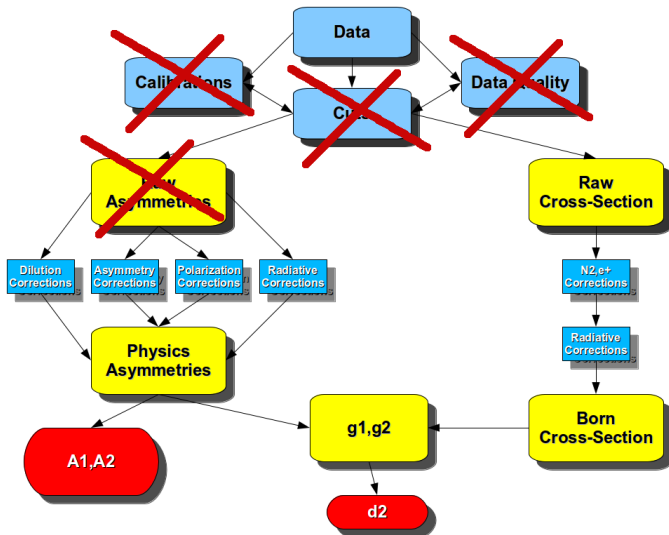 Data
Calibrations
Data Quality
Cuts
Raw
Asymmetries
Raw
Cross-Section
Dilution
Corrections
Asymmetry
Corrections
Polarization
Corrections
Radiative
Corrections
N2,e+
Corrections
Radiative
Corrections
Physics
Asymmetries
g1,g2
Born
Cross-Section
A1,A2
d2